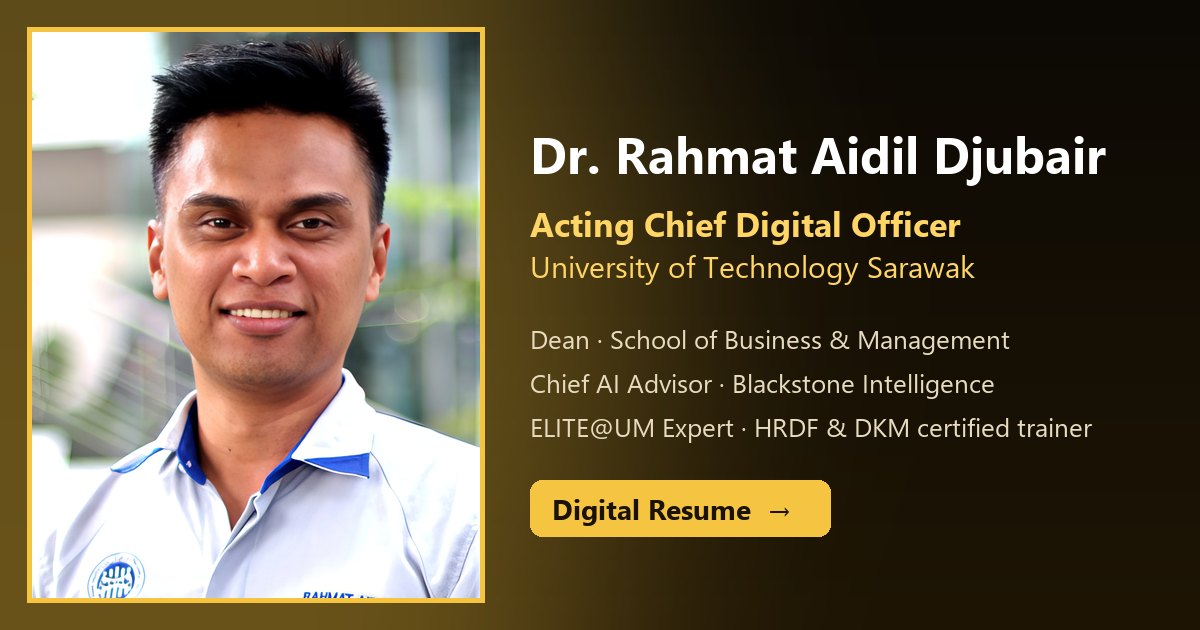 Dr. Rahmat Aidil Djubair
Acting Chief Digital Officer
University of Technology Sarawak
Dean · School of Business & Management
Chief AI Advisor · Blackstone Intelligence
ELITE@UM Expert · HRDF & DKM certified trainer
Digital Resume →
RAHMAT